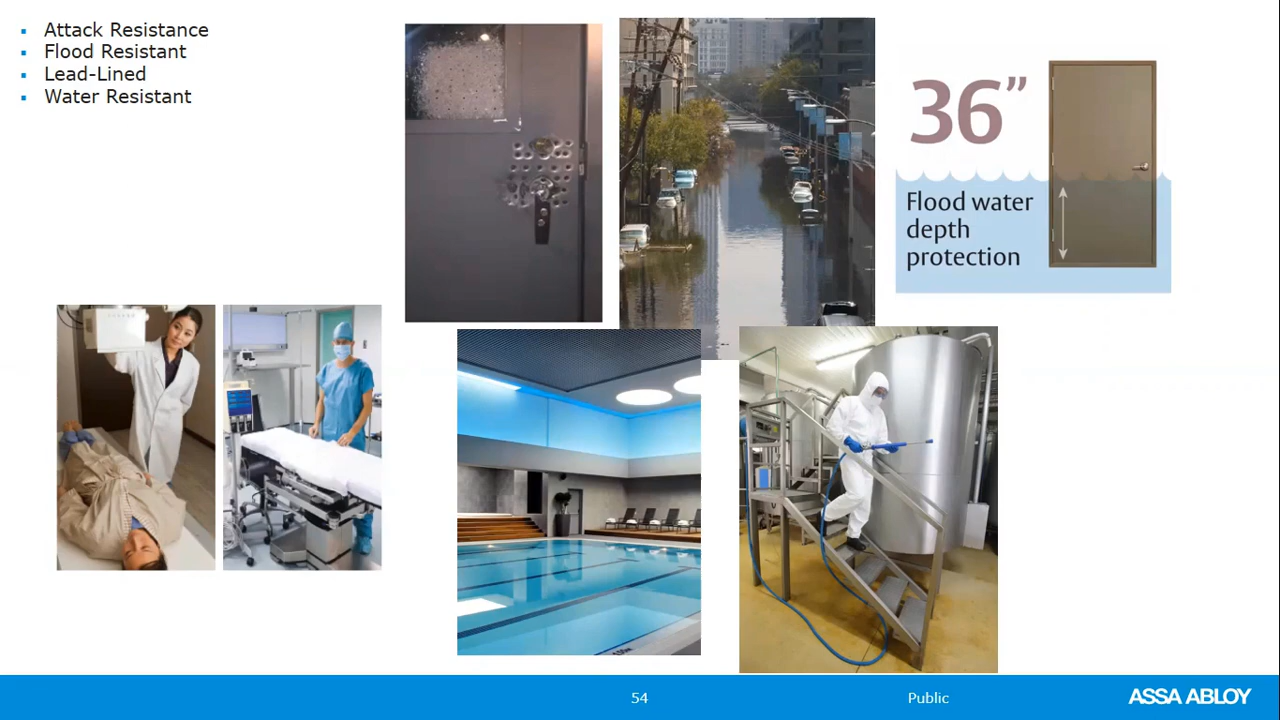 Attack Resistance
Flood Resistant
Lead-Lined
Water Resistant
36”
Flood water
depth
protection
54
Public
ASSA ABLOY